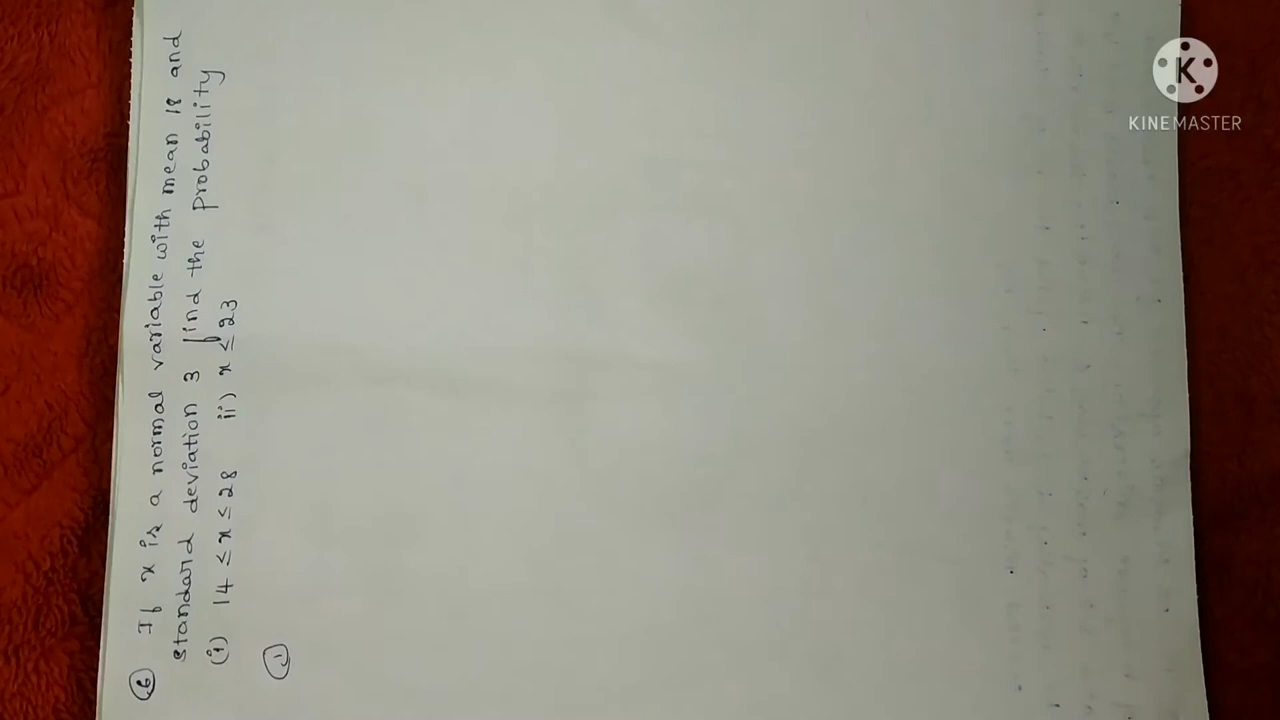 ⑥ If x is a normal variable with mean 18 and
standard deviation 3 find the probability
(i) 14 ≤ x ≤ 28 ii) x ≤ 23
①
K
KINEMASTER